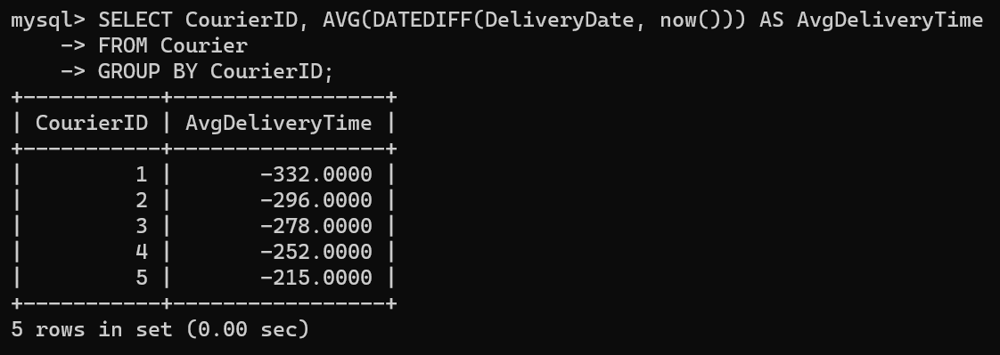 mysql> SELECT CourierID, AVG(DATEDIFF(DeliveryDate, now())) AS AvgDeliveryTime
    -> FROM Courier
    -> GROUP BY CourierID;
+-----------+-----------------+
| CourierID | AvgDeliveryTime |
+-----------+-----------------+
|         1 |       -332.0000 |
|         2 |       -296.0000 |
|         3 |       -278.0000 |
|         4 |       -252.0000 |
|         5 |       -215.0000 |
+-----------+-----------------+
5 rows in set (0.00 sec)